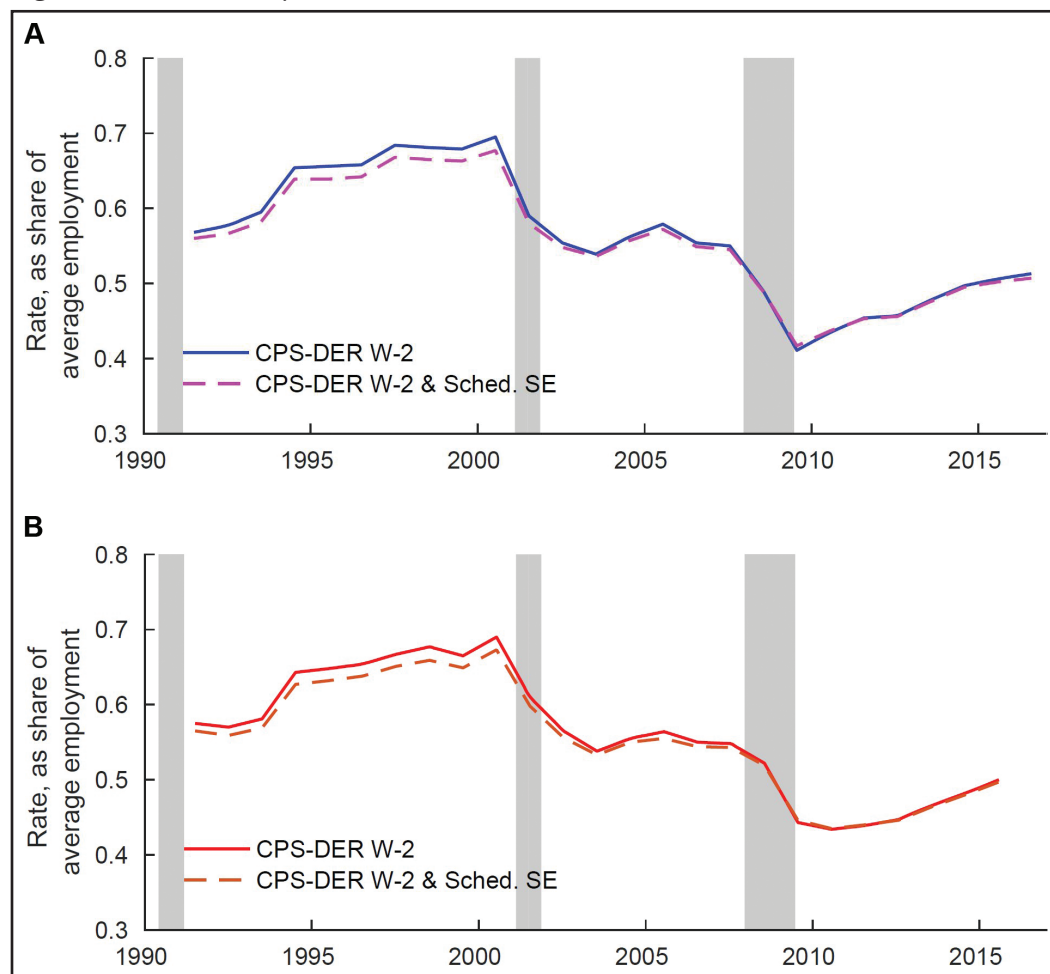 A
0.8
0.7
0.6
0.5
0.4
0.3
Rate, as share of
average employment
CPS-DER W-2
CPS-DER W-2 & Sched. SE
1990 1995 2000 2005 2010 2015
B
0.8
0.7
0.6
0.5
0.4
0.3
Rate, as share of
average employment
CPS-DER W-2
CPS-DER W-2 & Sched. SE
1990 1995 2000 2005 2010 2015